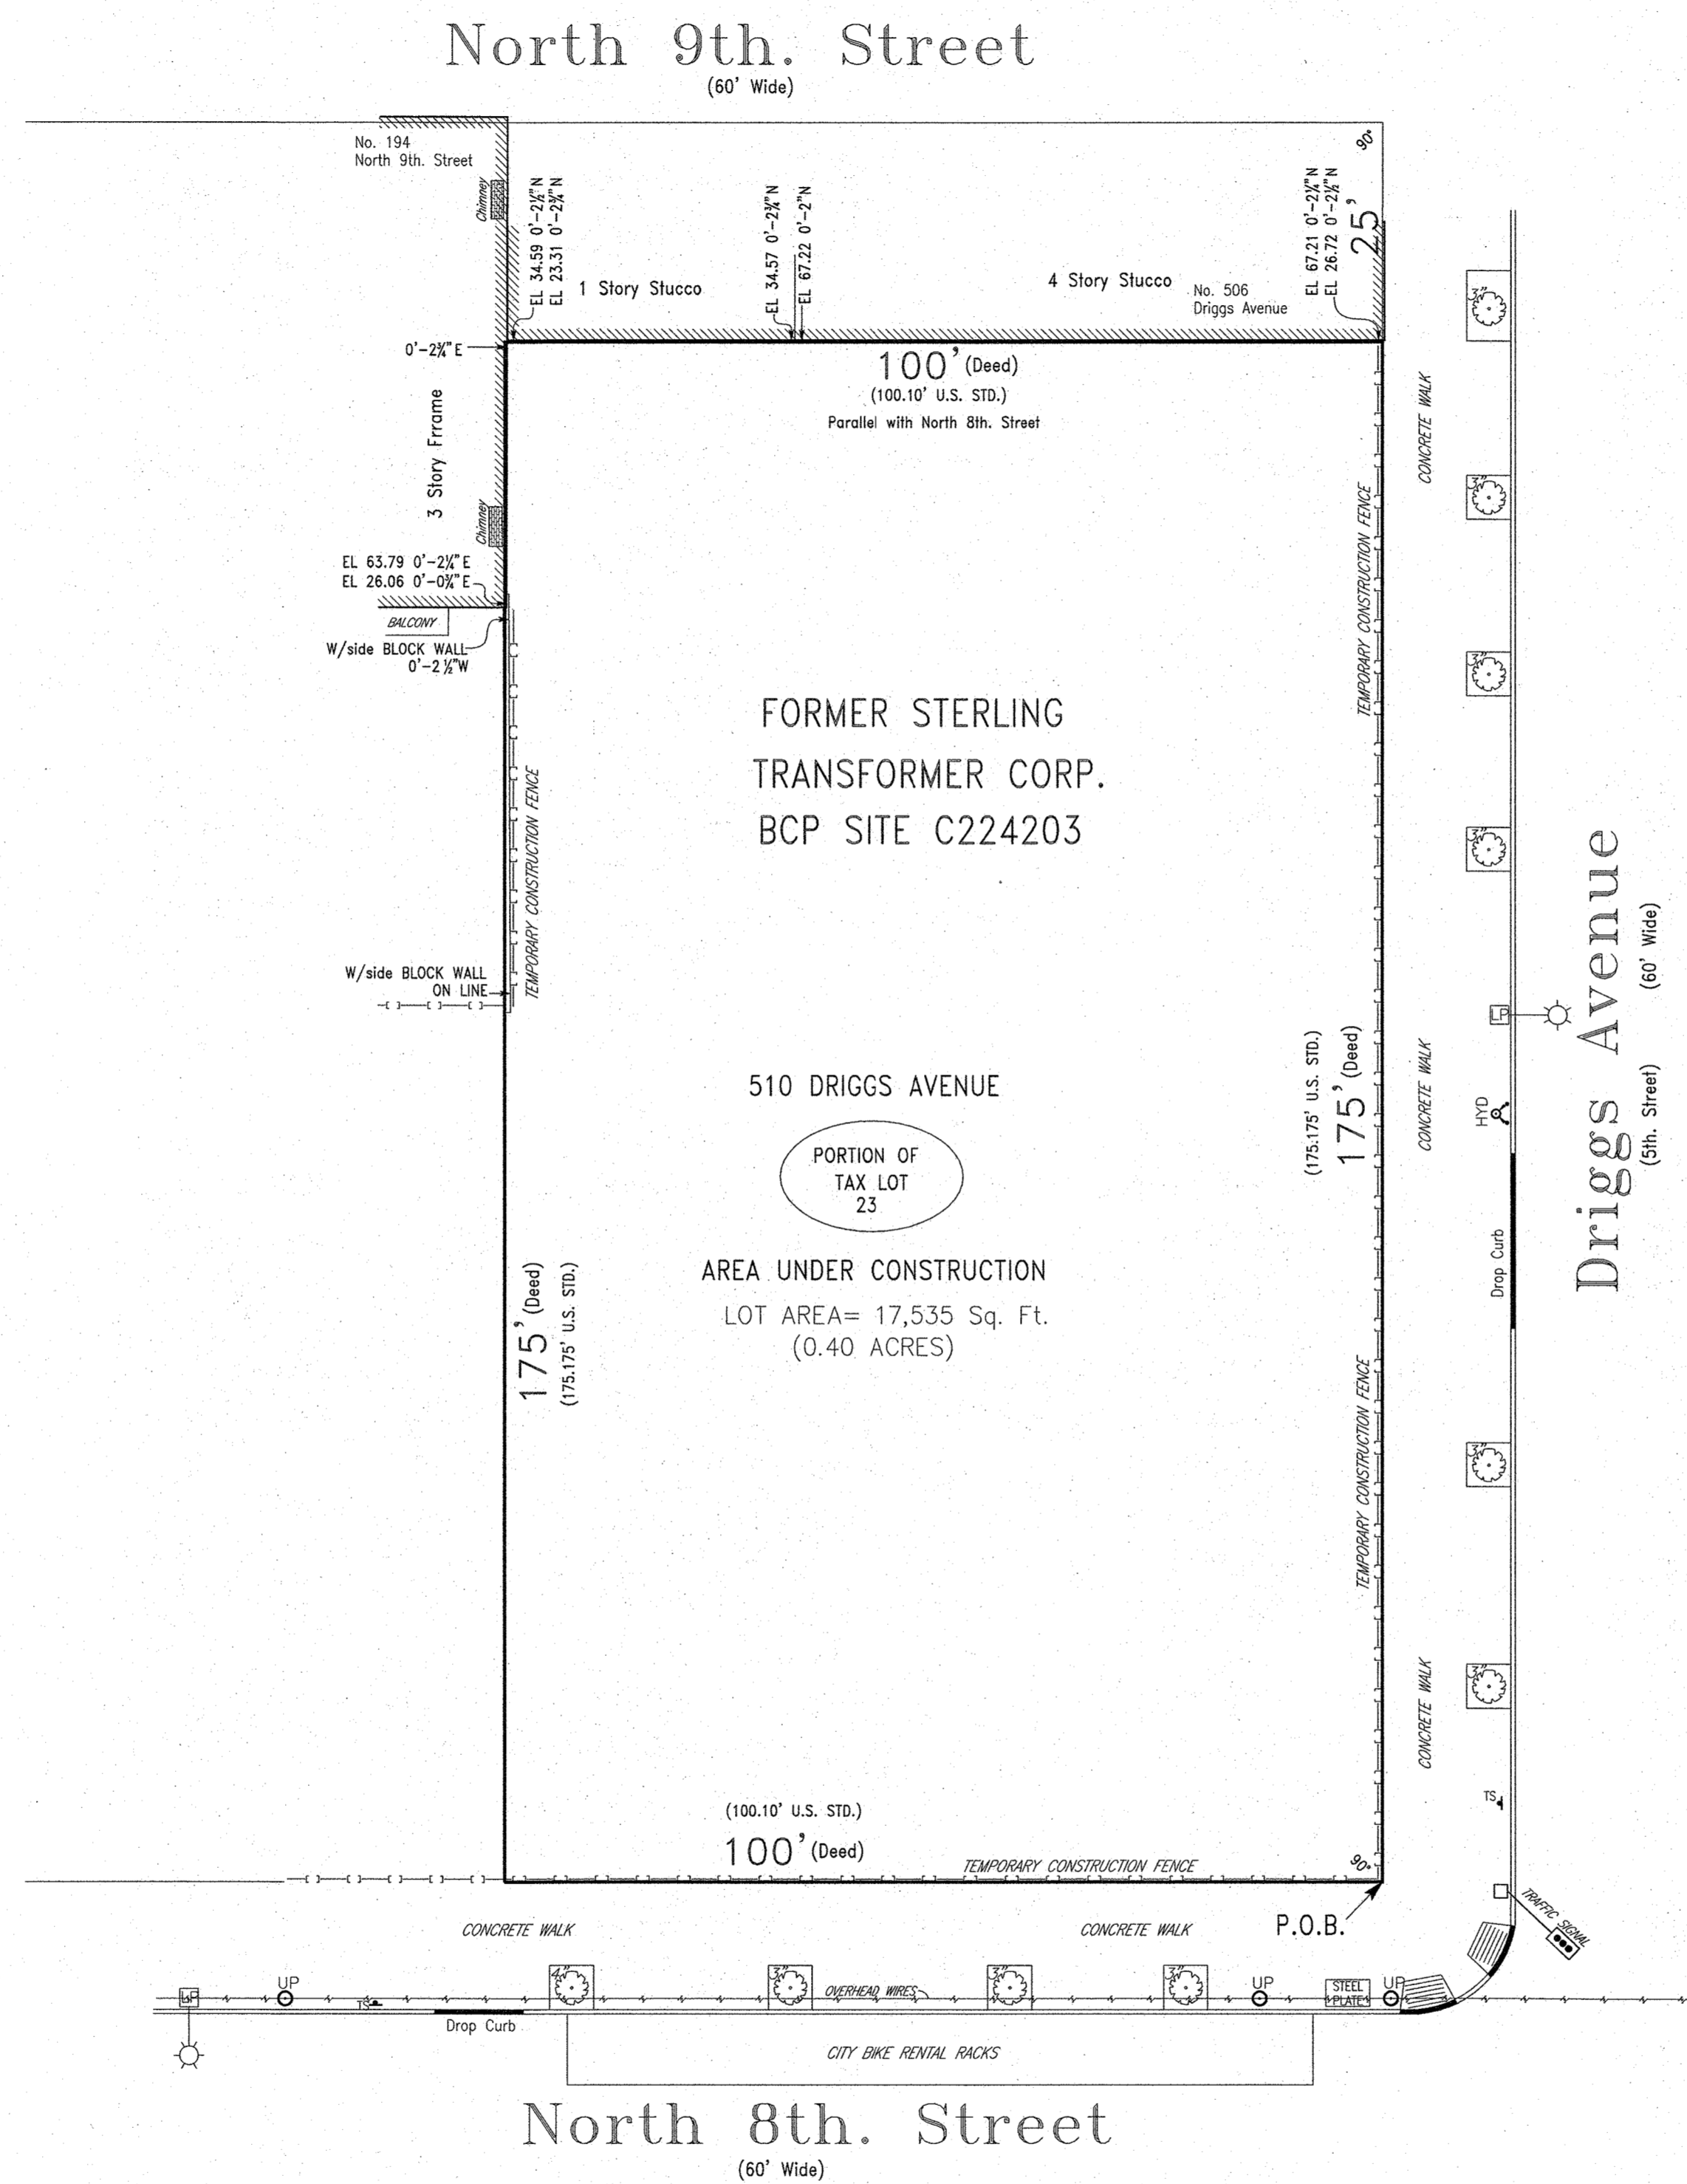 North 9th. Street
(60' Wide)
No. 194
North 9th. Street
Chimney
EL 34.59 0'-2½"N
EL 23.31 0'-2¾"N
1 Story Stucco
EL 34.57 0'-2¾"N
EL 67.22 0'-2"N
4 Story Stucco
No. 506
Driggs Avenue
EL 67.21 0'-2¼"N
EL 26.72 0'-2½"N
25'
90°
0'-2¾"E
3 Story Frrame
Chimney
EL 63.79 0'-2¼"E
EL 26.06 0'-0¾"E
BALCONY
W/side BLOCK WALL
0'-2½"W
100' (Deed)
(100.10' U.S. STD.)
Parallel with North 8th. Street
TEMPORARY CONSTRUCTION FENCE
CONCRETE WALK
3"
3"
3"
3"
FORMER STERLING
TRANSFORMER CORP.
BCP SITE C224203
TEMPORARY CONSTRUCTION FENCE
W/side BLOCK WALL
ON LINE
510 DRIGGS AVENUE
PORTION OF
TAX LOT
23
AREA UNDER CONSTRUCTION
LOT AREA= 17,535 Sq. Ft.
(0.40 ACRES)
175' (Deed)
(175.175' U.S. STD.)
(175.175' U.S. STD.)
175' (Deed)
CONCRETE WALK
LP
HYD
Drop Curb
Driggs Avenue
(5th. Street) (60' Wide)
TEMPORARY CONSTRUCTION FENCE
3"
3"
CONCRETE WALK
TS
(100.10' U.S. STD.)
100' (Deed)
TEMPORARY CONSTRUCTION FENCE
90°
P.O.B.
TRAFFIC SIGNAL
CONCRETE WALK
CONCRETE WALK
LP
UP
TS
Drop Curb
4"
3"
OVERHEAD WIRES
3"
3"
UP
STEEL
PLATE
UP
CITY BIKE RENTAL RACKS
North 8th. Street
(60' Wide)